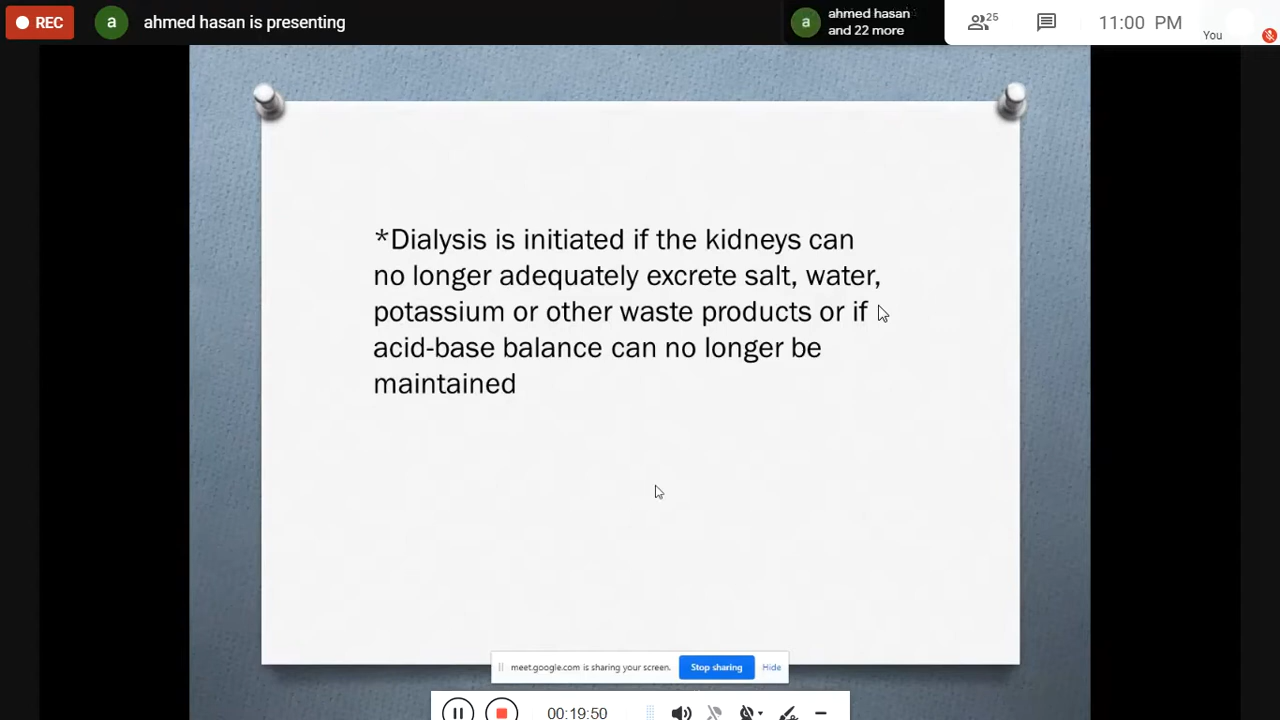 REC
a
ahmed hasan is presenting
a
ahmed hasan
and 22 more
25
11:00 PM
You
*Dialysis is initiated if the kidneys can
no longer adequately excrete salt, water,
potassium or other waste products or if
acid-base balance can no longer be
maintained
meet.google.com is sharing your screen.
Stop sharing
Hide
00:19:50